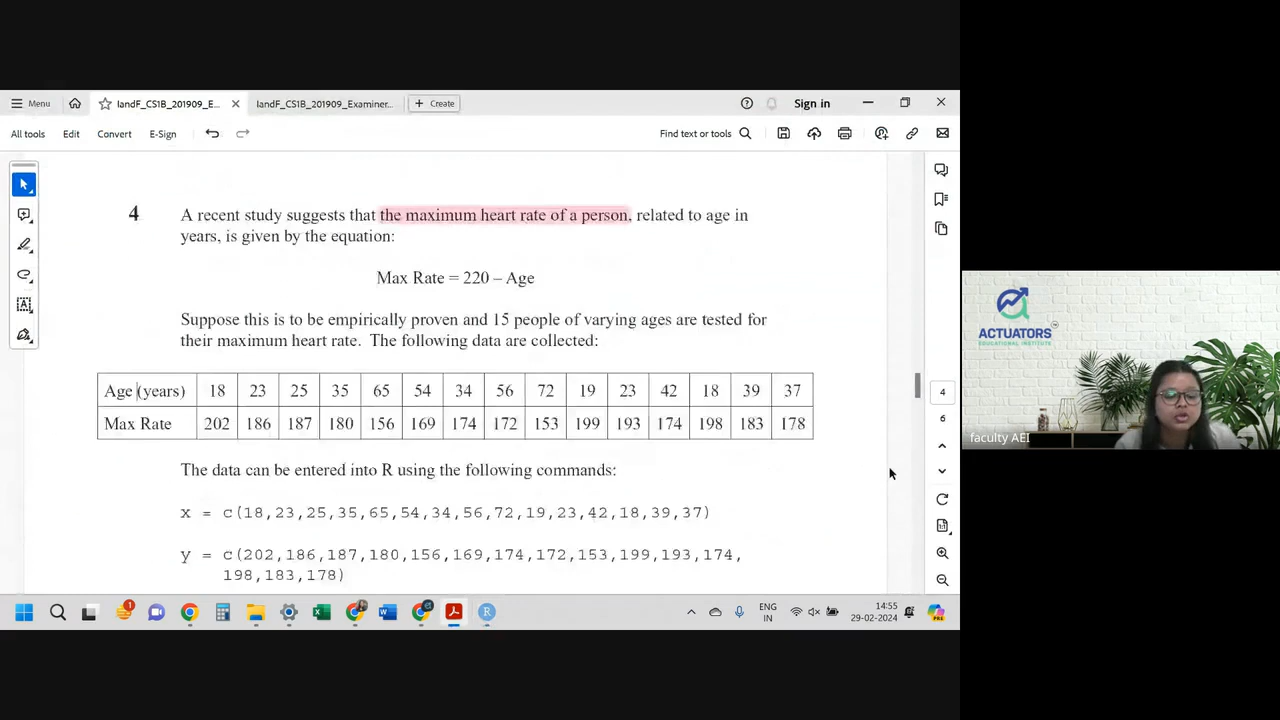 Menu
IandF_CS1B_201909_E...
IandF_CS1B_201909_Examiner...
Create
Sign in
All tools
Edit
Convert
E-Sign
Find text or tools
4
A recent study suggests that the maximum heart rate of a person, related to age in
years, is given by the equation:
Max Rate = 220 – Age
Suppose this is to be empirically proven and 15 people of varying ages are tested for
their maximum heart rate. The following data are collected:
Age (years) 18 23 25 35 65 54 34 56 72 19 23 42 18 39 37
Max Rate 202 186 187 180 156 169 174 172 153 199 193 174 198 183 178
The data can be entered into R using the following commands:
x = c(18,23,25,35,65,54,34,56,72,19,23,42,18,39,37)
y = c(202,186,187,180,156,169,174,172,153,199,193,174,
198,183,178)
4
6
ACTUATORS
EDUCATIONAL INSTITUTE
TM
faculty AEI
1
ENG
IN
14:55
29-02-2024
PRE